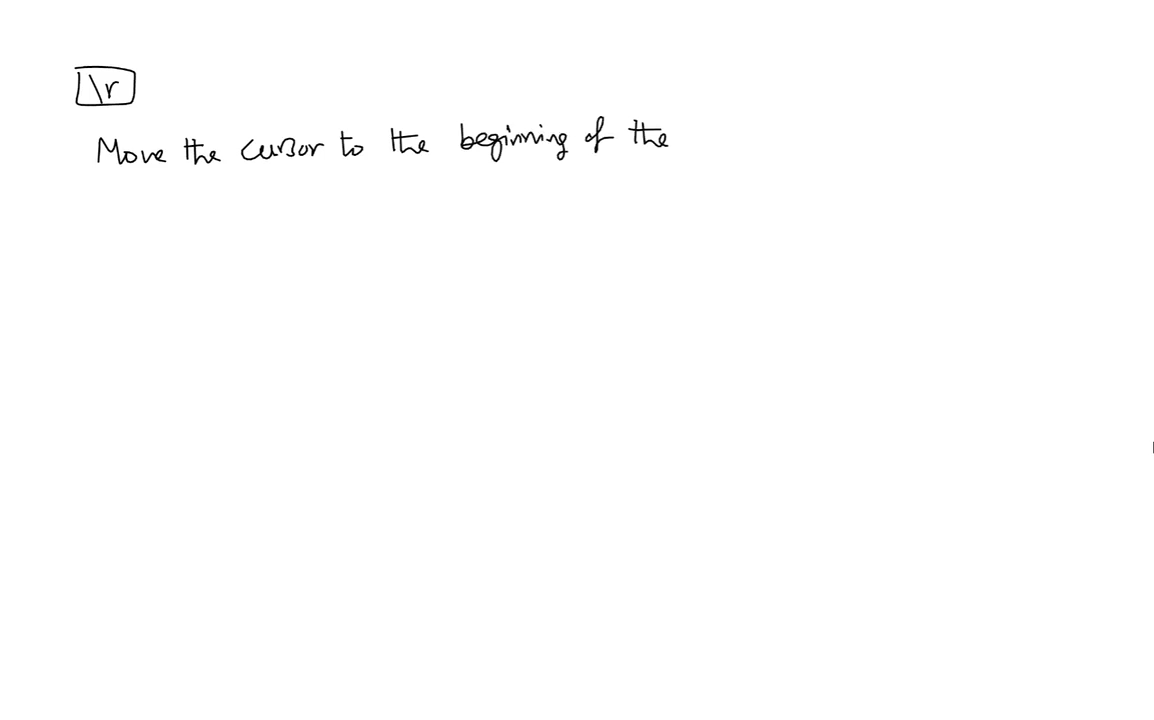 \r
Move the cursor to the beginning of the